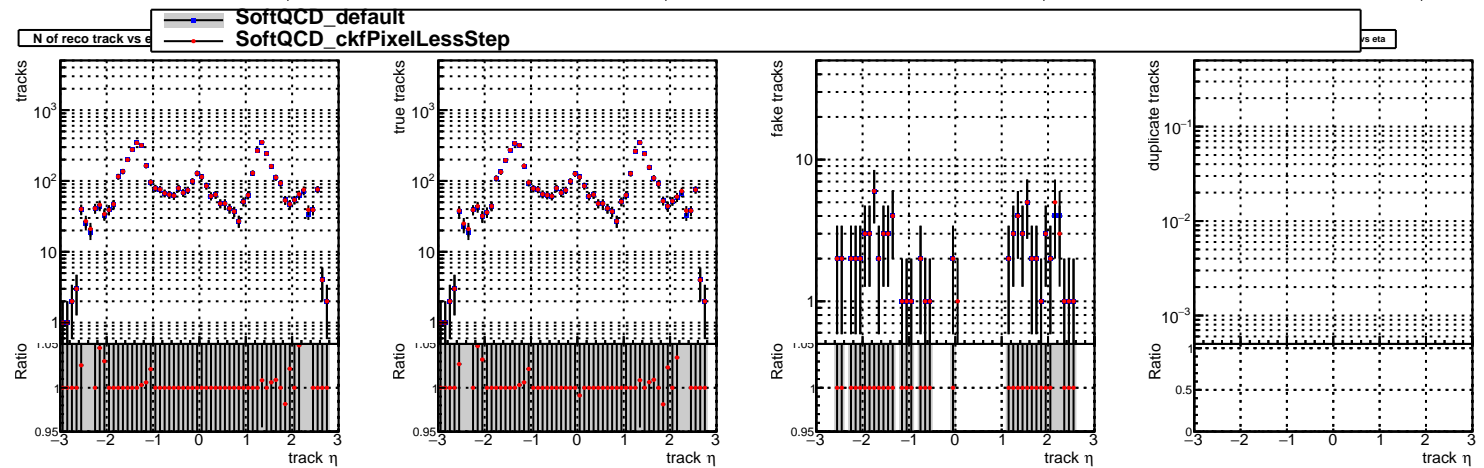 SoftQCD_default
SoftQCD_ckfPixelLessStep
N of reco track vs e
vs eta
tracks
10³
10²
10
1
Ratio
1.05
1
0.95
−3 −2 −1 0 1 2 3
track η
true tracks
10³
10²
10
1
Ratio
1.05
1
0.95
−3 −2 −1 0 1 2 3
track η
fake tracks
10
1
Ratio
1.05
1
0.95
−3 −2 −1 0 1 2 3
track η
duplicate tracks
10⁻¹
10⁻²
10⁻³
Ratio
1
0.5
0
−3 −2 −1 0 1 2 3
track η